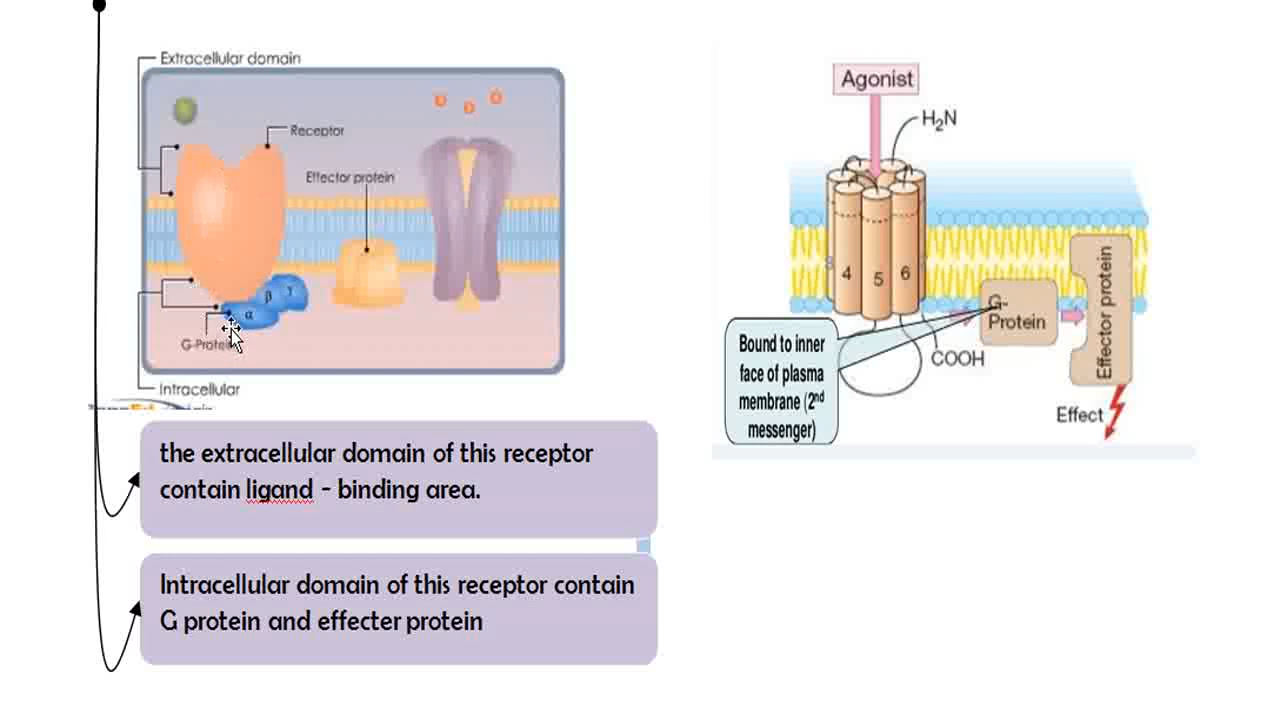 Extracellular domain
Receptor
Effector protein
β γ
α
G-Protein
Intracellular
Agonist
H₂N
4 5 6
G-
Protein
Effector protein
COOH
Effect
Bound to inner
face of plasma
membrane (2nd
messenger)
the extracellular domain of this receptor
contain ligand - binding area.
Intracellular domain of this receptor contain
G protein and effecter protein